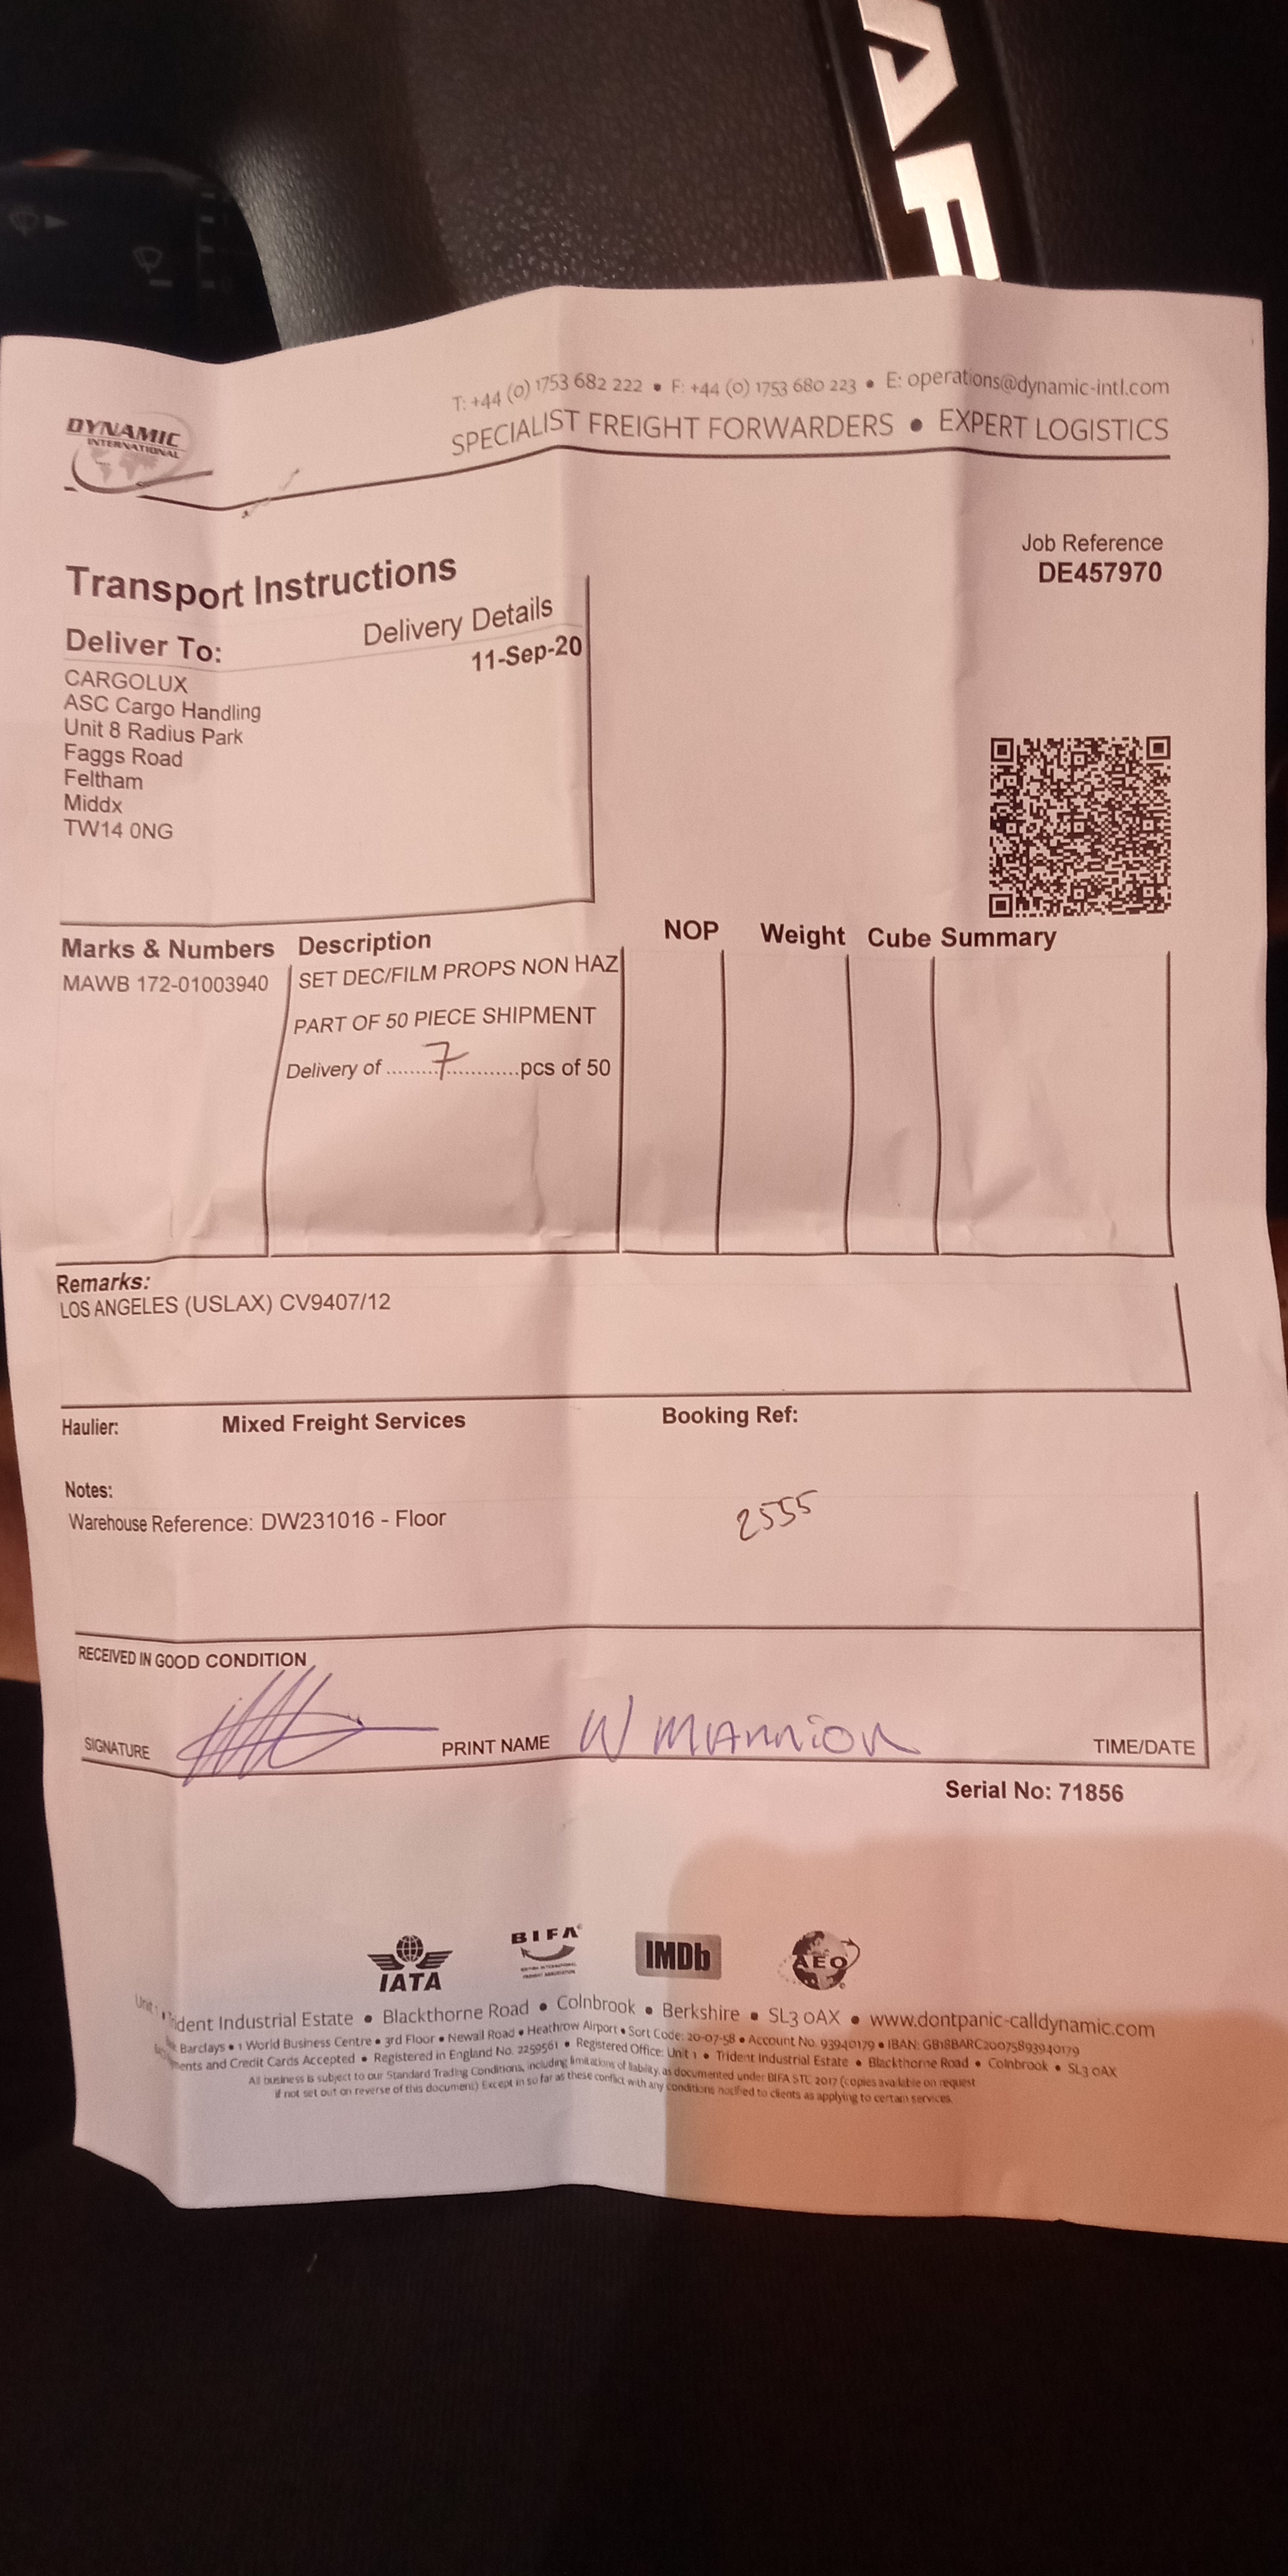 AF
T: +44 (0) 1753 682 222 • F: +44 (0) 1753 680 223 • E: operations@dynamic-intl.com
SPECIALIST FREIGHT FORWARDERS • EXPERT LOGISTICS
DYNAMIC
INTERNATIONAL
Job Reference
DE457970
Transport Instructions
Deliver To:
Delivery Details
11-Sep-20
CARGOLUX
ASC Cargo Handling
Unit 8 Radius Park
Faggs Road
Feltham
Middx
TW14 0NG
Marks & Numbers Description NOP Weight Cube Summary
MAWB 172-01003940 SET DEC/FILM PROPS NON HAZ
PART OF 50 PIECE SHIPMENT
Delivery of .........7............pcs of 50
Remarks:
LOS ANGELES (USLAX) CV9407/12
Haulier: Mixed Freight Services Booking Ref:
Notes:
Warehouse Reference: DW231016 - Floor 2555
RECEIVED IN GOOD CONDITION
SIGNATURE PRINT NAME W MANNION TIME/DATE
Serial No: 71856
IATA
BIFA
IMDb
AEO
Unit 1 • Trident Industrial Estate • Blackthorne Road • Colnbrook • Berkshire • SL3 0AX • www.dontpanic-calldynamic.com
Barclays • 1 World Business Centre • 3rd Floor • Newall Road • Heathrow Airport • Sort Code: 20-07-58 • Account No. 93940179 • IBAN: GB18BARC20075893940179
and Credit Cards Accepted • Registered in England No. 2259561 • Registered Office: Unit 1 • Trident Industrial Estate • Blackthorne Road • Colnbrook • SL3 0AX
All business is subject to our Standard Trading Conditions, including limitations of liability, as documented under BIFA STC 2017 (copies available on request
if not set out on reverse of this document) Except in so far as these conflict with any conditions notified to clients as applying to certain services.